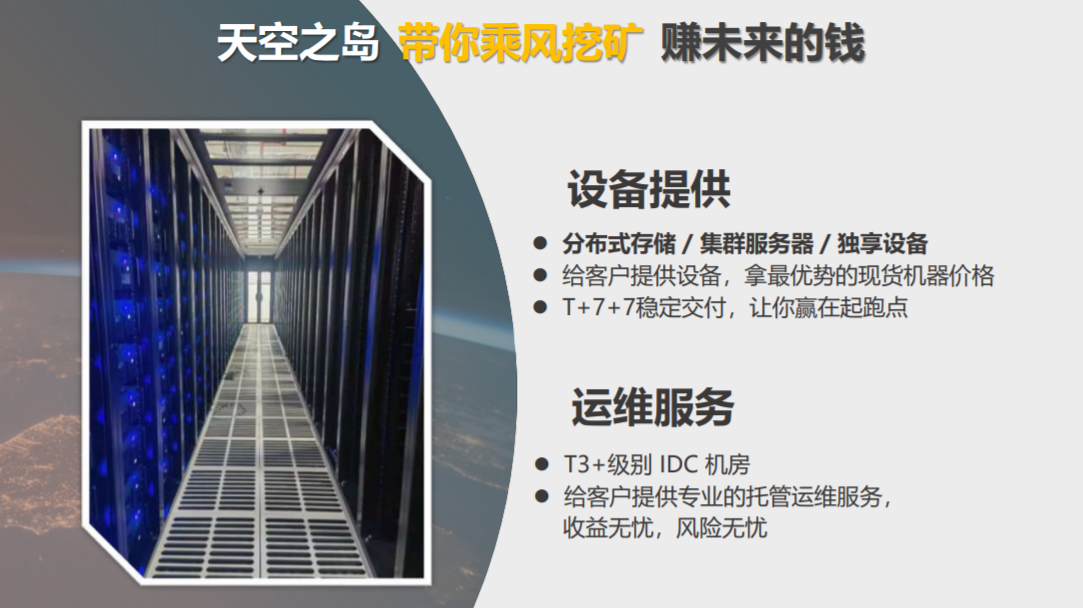 天空之岛 带你乘风挖矿 赚未来的钱
设备提供
● 分布式存储 / 集群服务器 / 独享设备
● 给客户提供设备，拿最优势的现货机器价格
● T+7+7稳定交付，让你赢在起跑点
运维服务
● T3+级别 IDC 机房
● 给客户提供专业的托管运维服务，
收益无忧，风险无忧